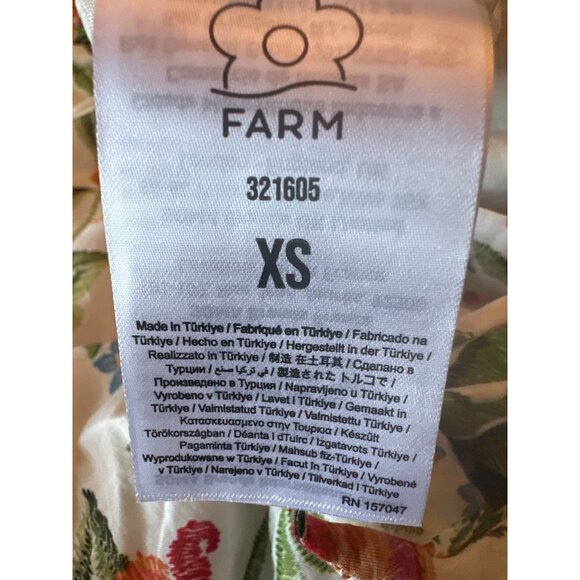 FARM
321605
XS
Made in Türkiye / Fabriqué en Türkiye / Fabricado na
Türkiye / Hecho en Türkiye / Hergestellt in der Türkiye /
Realizzato in Türkiye / 制造 在土耳其 / Сделано в
Турции / في تركيا صنع / 製造された トルコで /
Произведено в Турция / Napravljeno u Türkiye /
Vyrobeno v Türkiye / Lavet i Türkiye / Gemaakt in
Türkiye / Valmistatud Türkiye / Valmistettu Türkiye /
Κατασκευασμενο στην Τουρκια / Készült
Törökországban / Déanta i dTuirc / Izgatavots Türkiye /
Pagaminta Türkiye / Mahsub fiz-Türkiye /
Wyprodukowane w Türkiye / Facut în Türkiye / Vyrobené
v Türkiye / Narejeno v Türkiye / Tillverkad i Türkiye
RN 157047